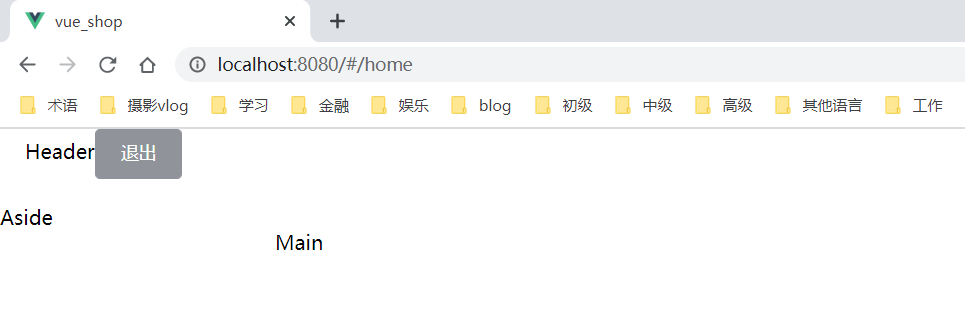 vue_shop
localhost:8080/#/home
术语 摄影vlog 学习 金融 娱乐 blog 初级 中级 高级 其他语言 工作
Header 退出
Aside
Main